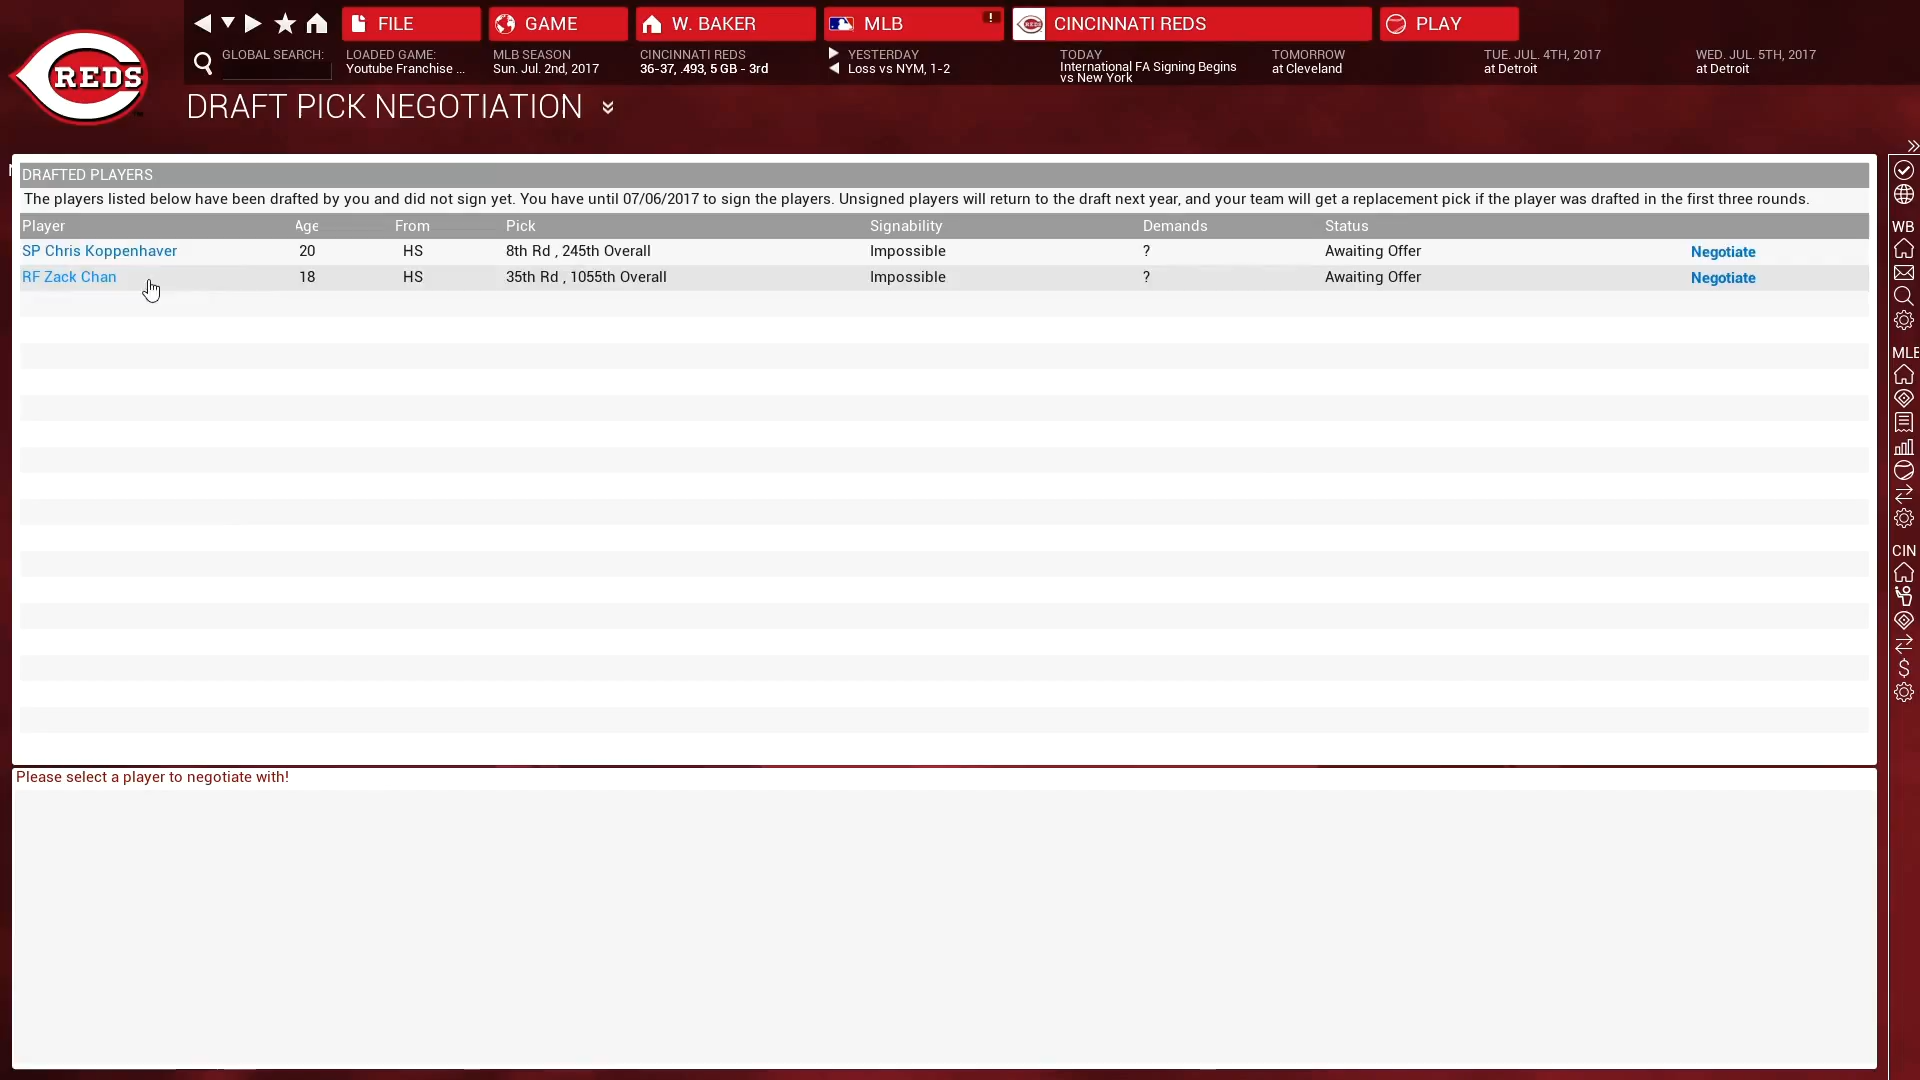 FILE
GAME
W. BAKER
MLB
!
REDS
CINCINNATI REDS
PLAY
REDS
GLOBAL SEARCH:
LOADED GAME:
Youtube Franchise ...
MLB SEASON
Sun. Jul. 2nd, 2017
CINCINNATI REDS
36-37, .493, 5 GB - 3rd
YESTERDAY
Loss vs NYM, 1-2
TODAY
International FA Signing Begins
vs New York
TOMORROW
at Cleveland
TUE. JUL. 4TH, 2017
at Detroit
WED. JUL. 5TH, 2017
at Detroit
DRAFT PICK NEGOTIATION
DRAFTED PLAYERS
The players listed below have been drafted by you and did not sign yet. You have until 07/06/2017 to sign the players. Unsigned players will return to the draft next year, and your team will get a replacement pick if the player was drafted in the first three rounds.
Player Age From Pick Signability Demands Status
SP Chris Koppenhaver 20 HS 8th Rd , 245th Overall Impossible ? Awaiting Offer Negotiate
RF Zack Chan 18 HS 35th Rd , 1055th Overall Impossible ? Awaiting Offer Negotiate
Please select a player to negotiate with!
WB
MLB
CIN
$